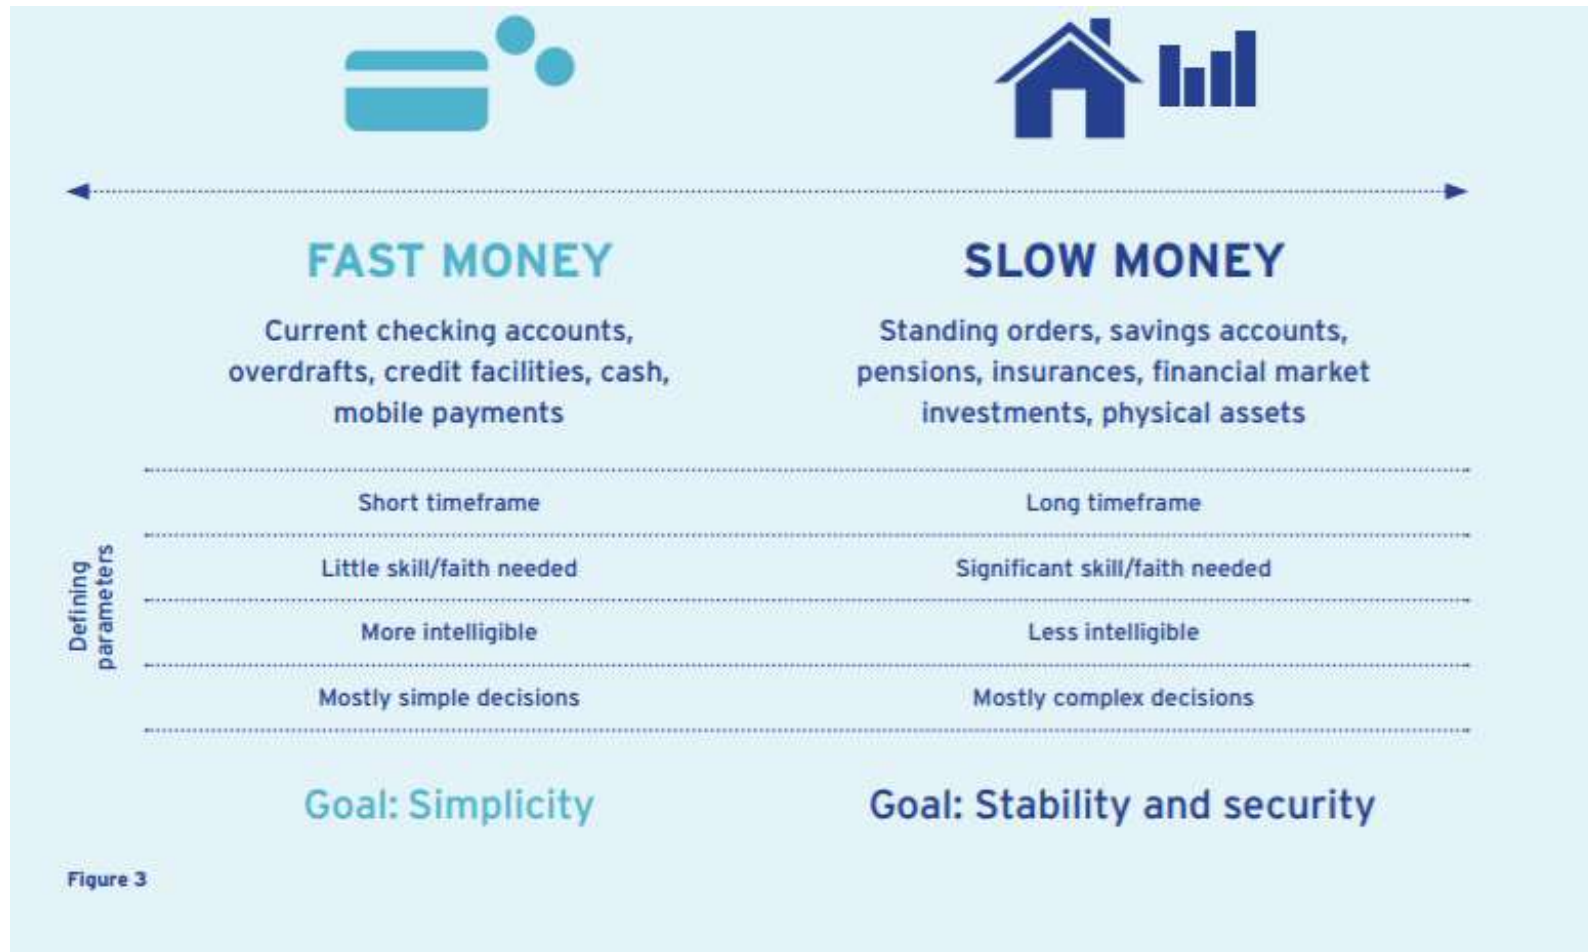 FAST MONEY
Current checking accounts,
overdrafts, credit facilities, cash,
mobile payments
SLOW MONEY
Standing orders, savings accounts,
pensions, insurances, financial market
investments, physical assets
Defining
parameters
Short timeframe
Long timeframe
Little skill/faith needed
Significant skill/faith needed
More intelligible
Less intelligible
Mostly simple decisions
Mostly complex decisions
Goal: Simplicity
Goal: Stability and security
Figure 3